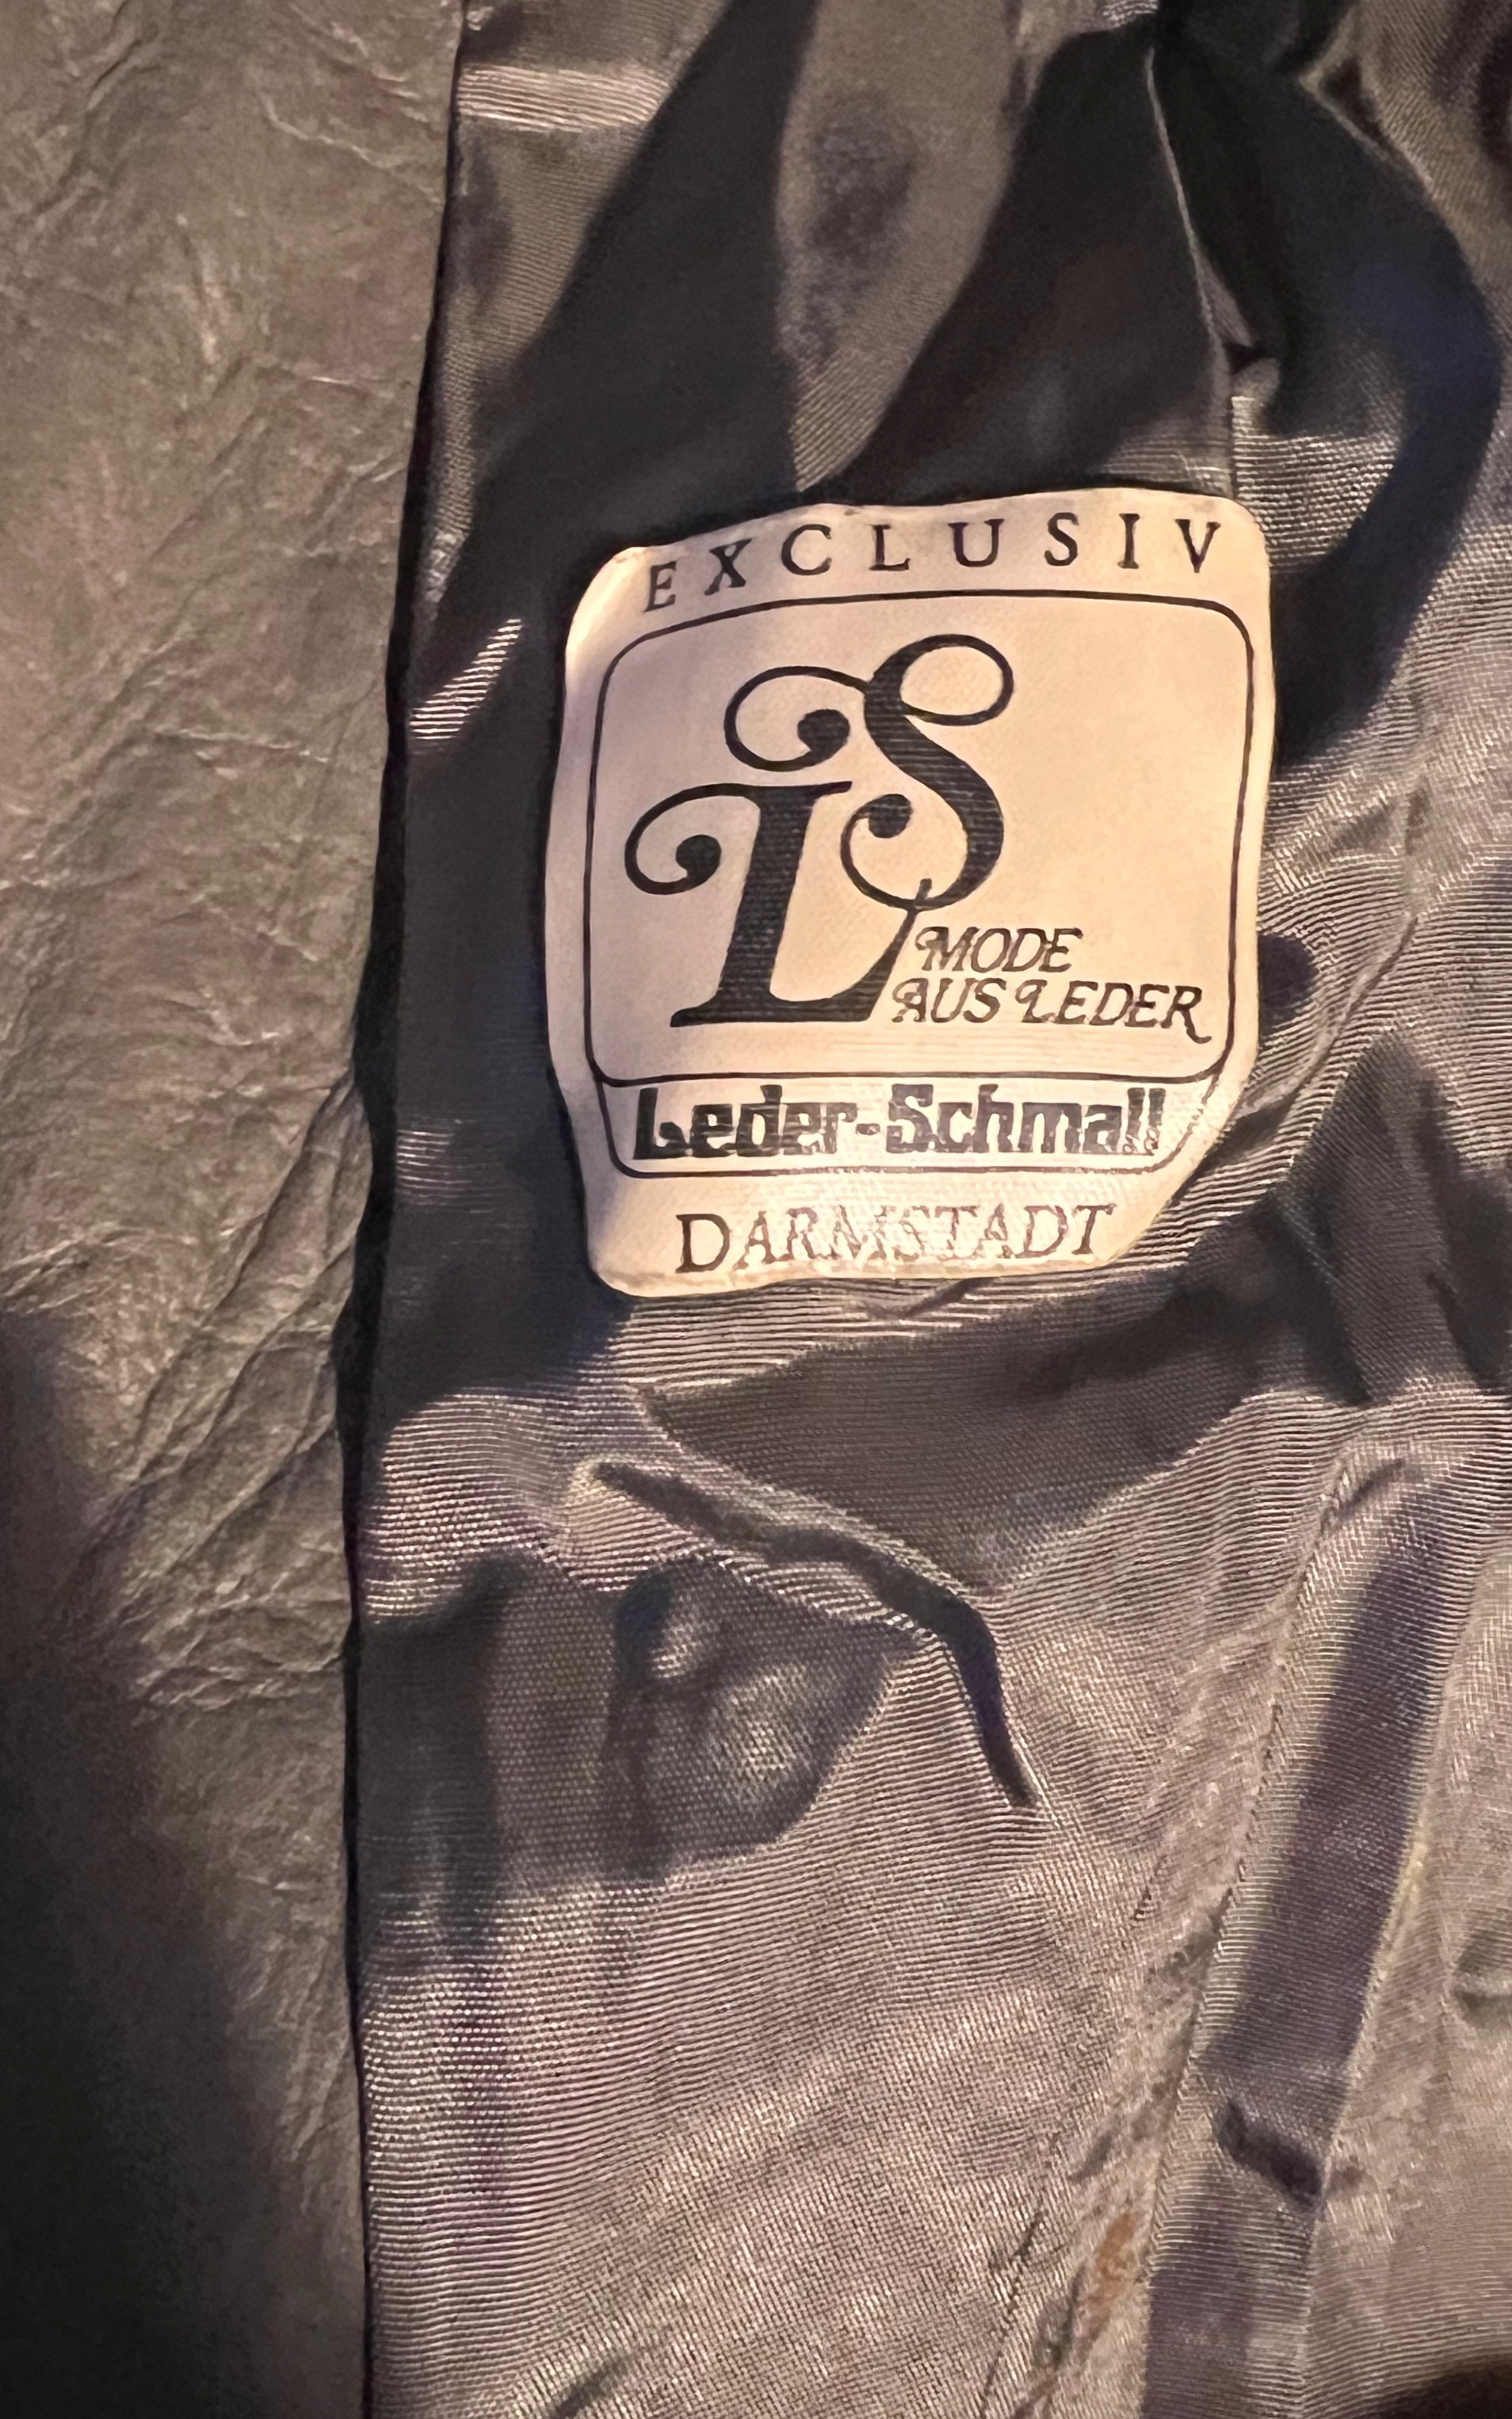 EXCLUSIV
LS
MODE
AUS LEDER
Leder-Schmall
DARMSTADT